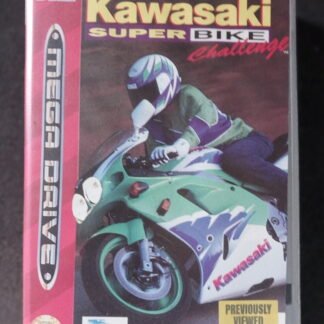 Kawasaki
SUPER BIKE
Challenge
MEGA DRIVE
Kawasaki
PREVIOUSLY
VIEWED